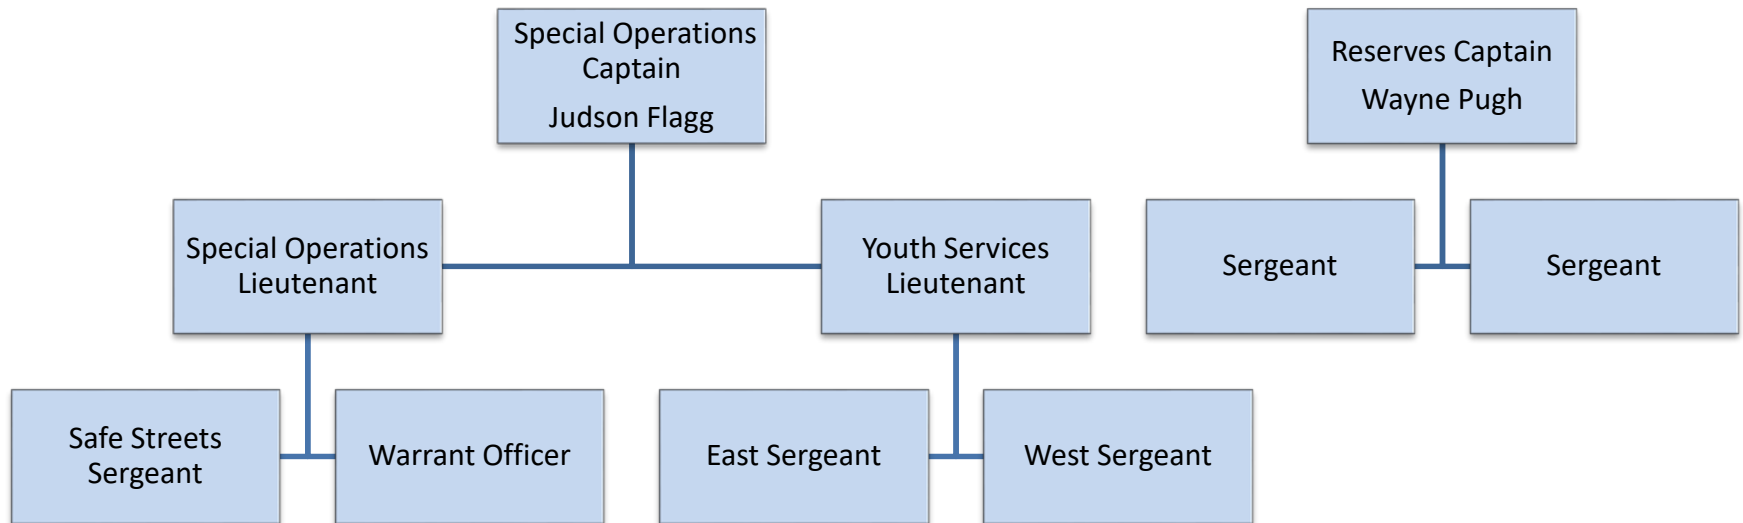 Special Operations
Captain
Judson Flagg
Reserves Captain
Wayne Pugh
Special Operations
Lieutenant
Youth Services
Lieutenant
Sergeant
Sergeant
Safe Streets
Sergeant
Warrant Officer
East Sergeant
West Sergeant